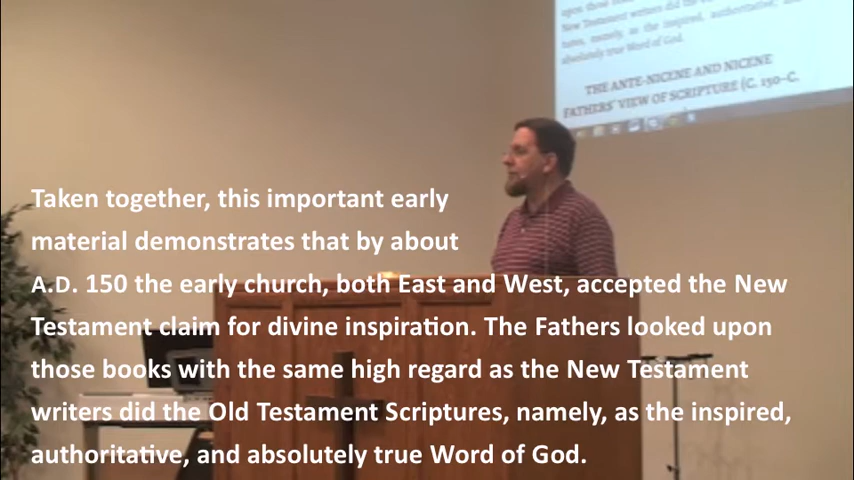 upon those
New Testament writers did the
tures, namely, as the inspired, authoritative,
absolutely true Word of God.
THE ANTE-NICENE AND NICENE
FATHERS' VIEW OF SCRIPTURE (C. 150–C.
Taken together, this important early
material demonstrates that by about
A.D. 150 the early church, both East and West, accepted the New
Testament claim for divine inspiration. The Fathers looked upon
those books with the same high regard as the New Testament
writers did the Old Testament Scriptures, namely, as the inspired,
authoritative, and absolutely true Word of God.